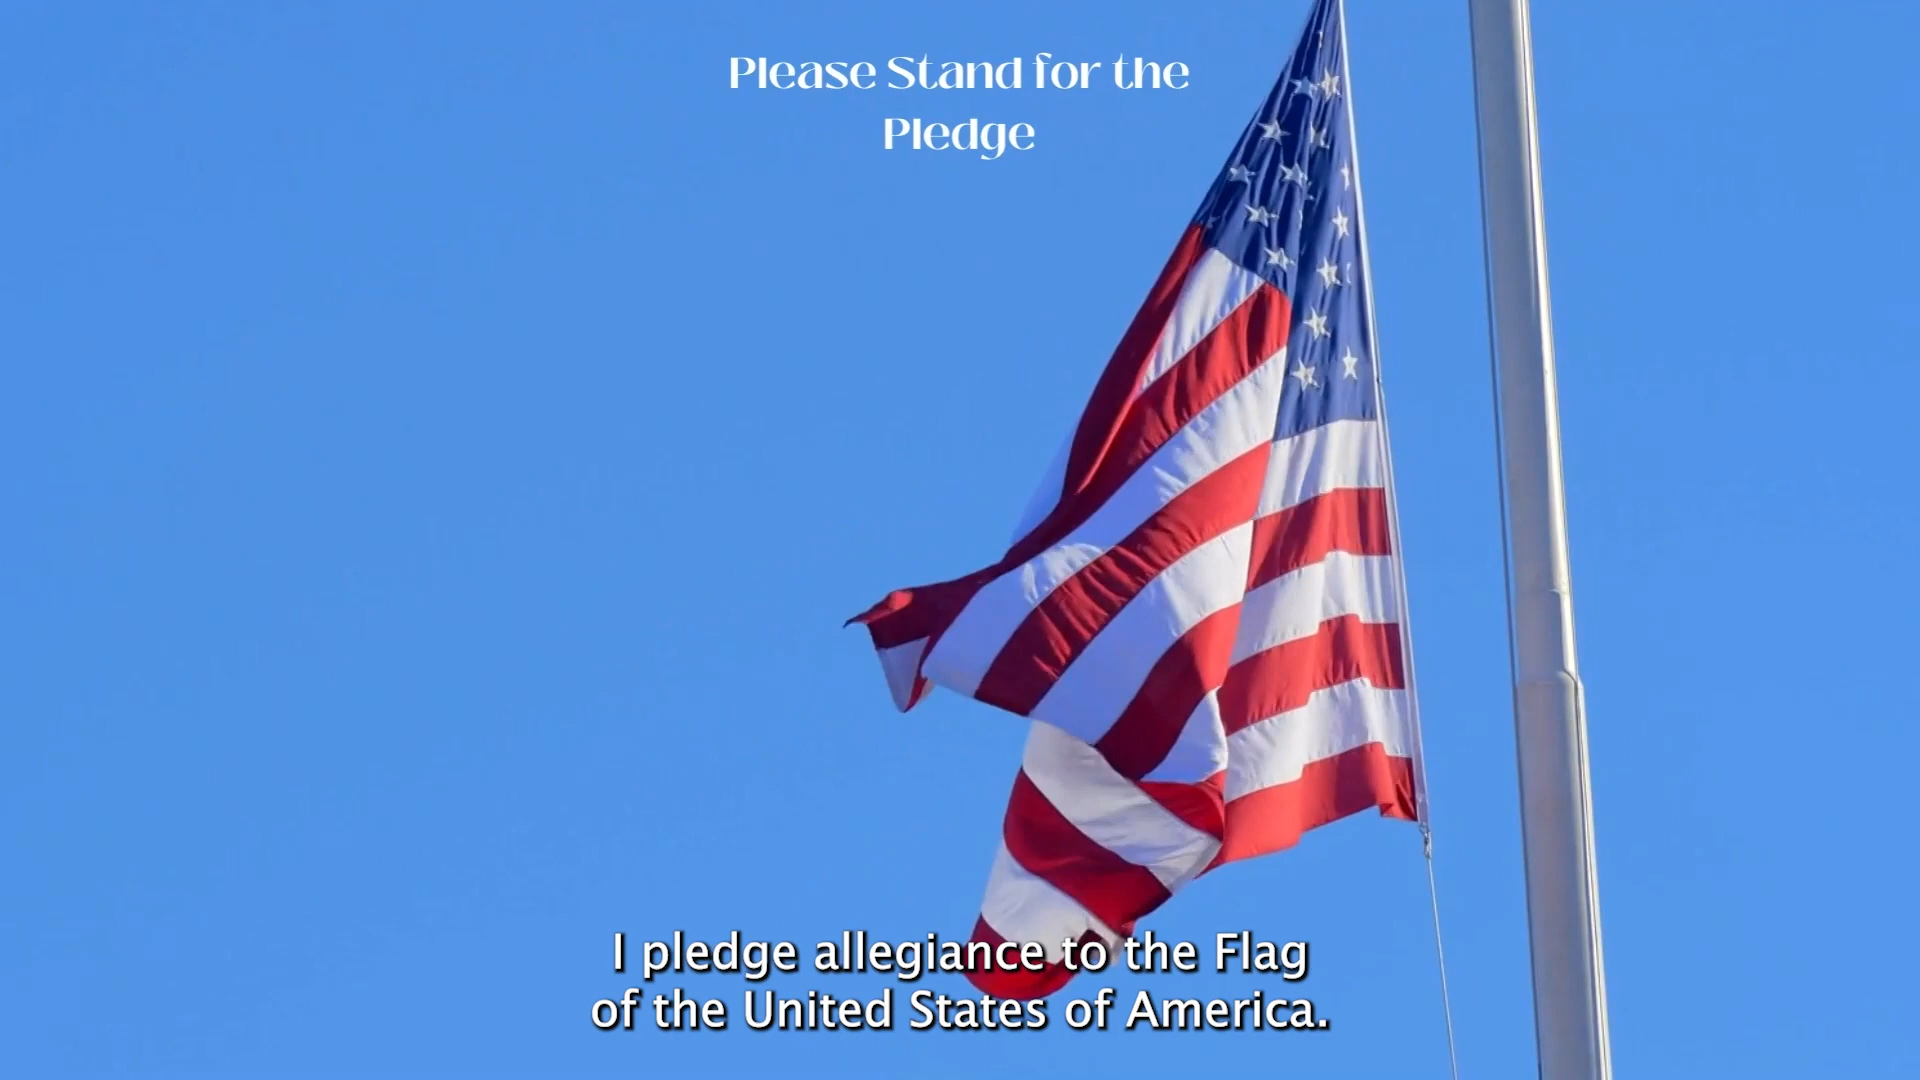 Please Stand for the
Pledge
I pledge allegiance to the Flag
of the United States of America.